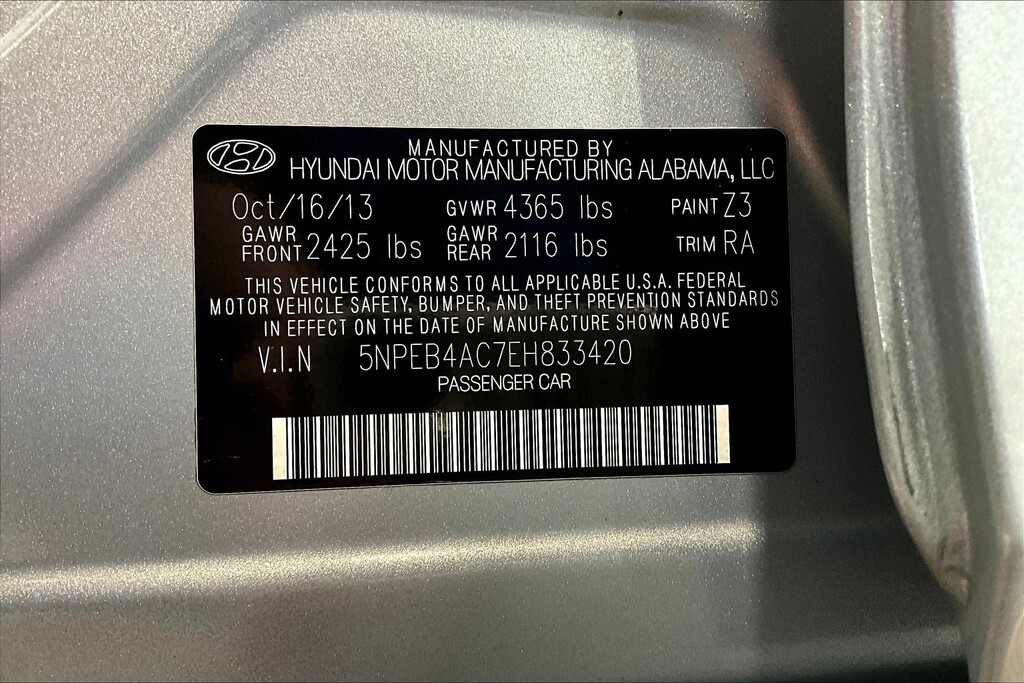 MANUFACTURED BY
HYUNDAI MOTOR MANUFACTURING ALABAMA, LLC
Oct/16/13 GVWR 4365 lbs PAINT Z3
GAWR FRONT 2425 lbs GAWR REAR 2116 lbs TRIM RA
THIS VEHICLE CONFORMS TO ALL APPLICABLE U.S.A. FEDERAL
MOTOR VEHICLE SAFETY, BUMPER, AND THEFT PREVENTION STANDARDS
IN EFFECT ON THE DATE OF MANUFACTURE SHOWN ABOVE
V.I.N 5NPEB4AC7EH833420
PASSENGER CAR